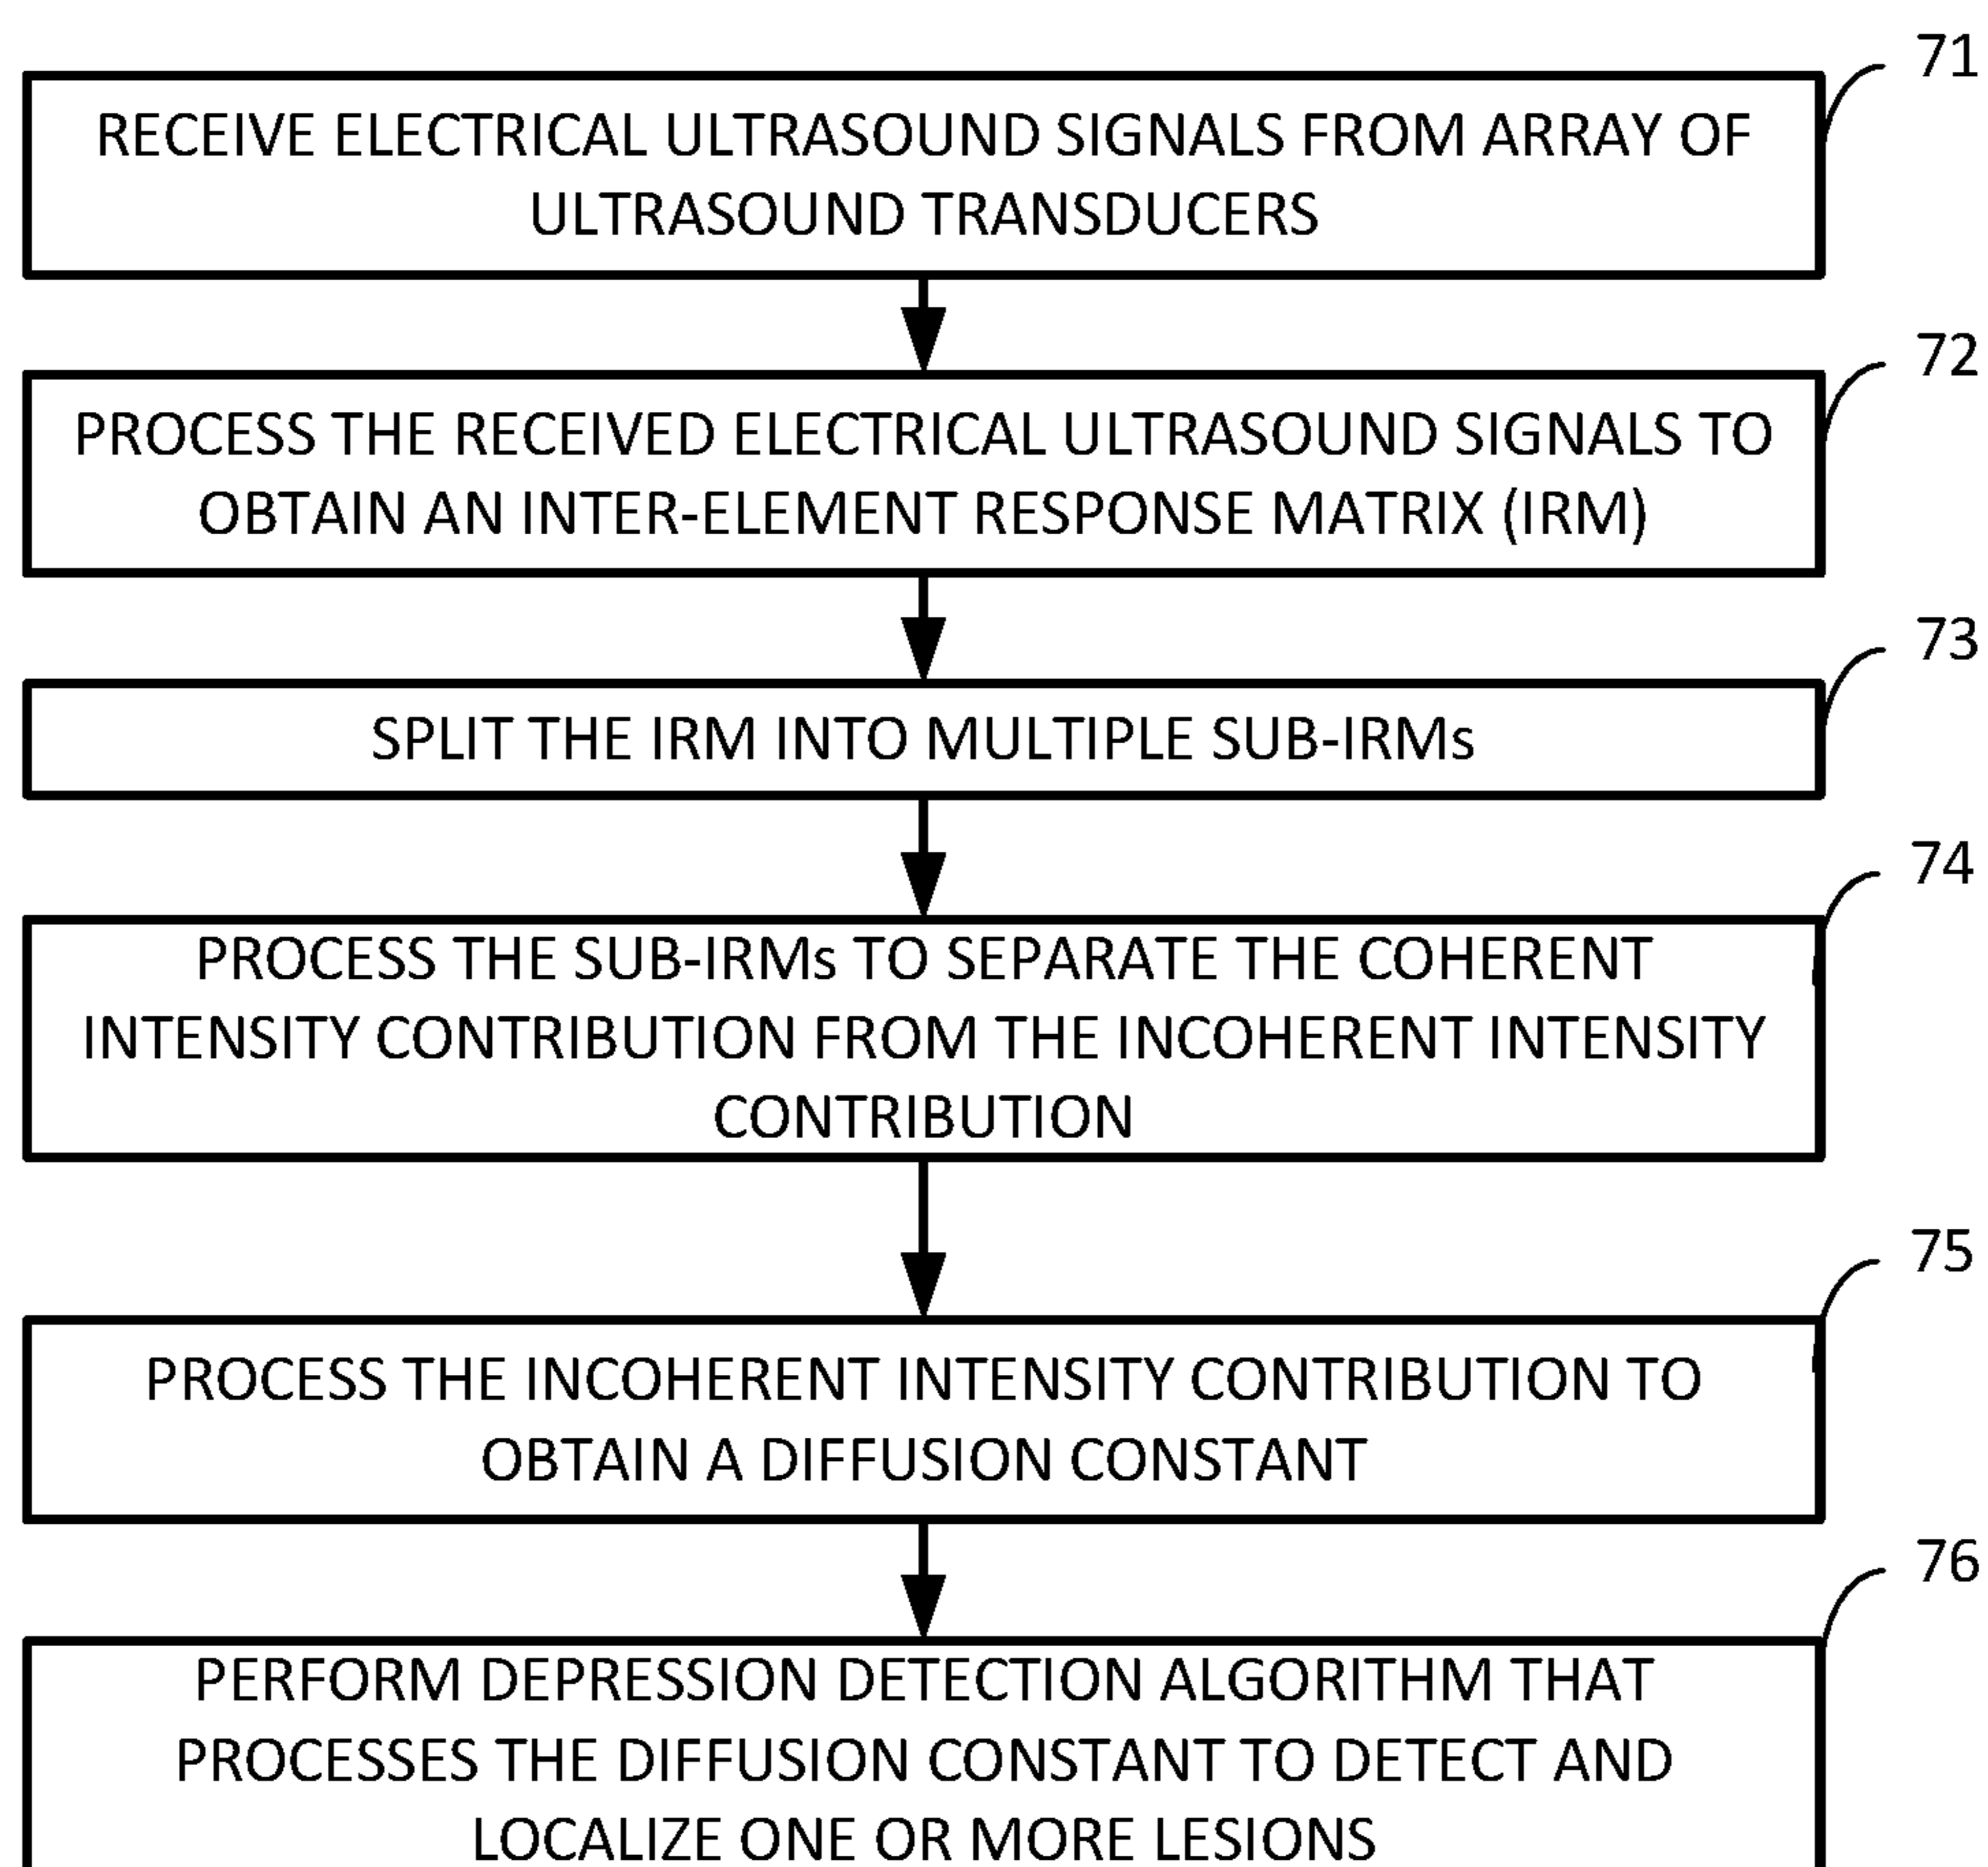 71
RECEIVE ELECTRICAL ULTRASOUND SIGNALS FROM ARRAY OF
ULTRASOUND TRANSDUCERS
72
PROCESS THE RECEIVED ELECTRICAL ULTRASOUND SIGNALS TO
OBTAIN AN INTER-ELEMENT RESPONSE MATRIX (IRM)
73
SPLIT THE IRM INTO MULTIPLE SUB-IRMs
74
PROCESS THE SUB-IRMs TO SEPARATE THE COHERENT
INTENSITY CONTRIBUTION FROM THE INCOHERENT INTENSITY
CONTRIBUTION
75
PROCESS THE INCOHERENT INTENSITY CONTRIBUTION TO
OBTAIN A DIFFUSION CONSTANT
76
PERFORM DEPRESSION DETECTION ALGORITHM THAT
PROCESSES THE DIFFUSION CONSTANT TO DETECT AND
LOCALIZE ONE OR MORE LESIONS